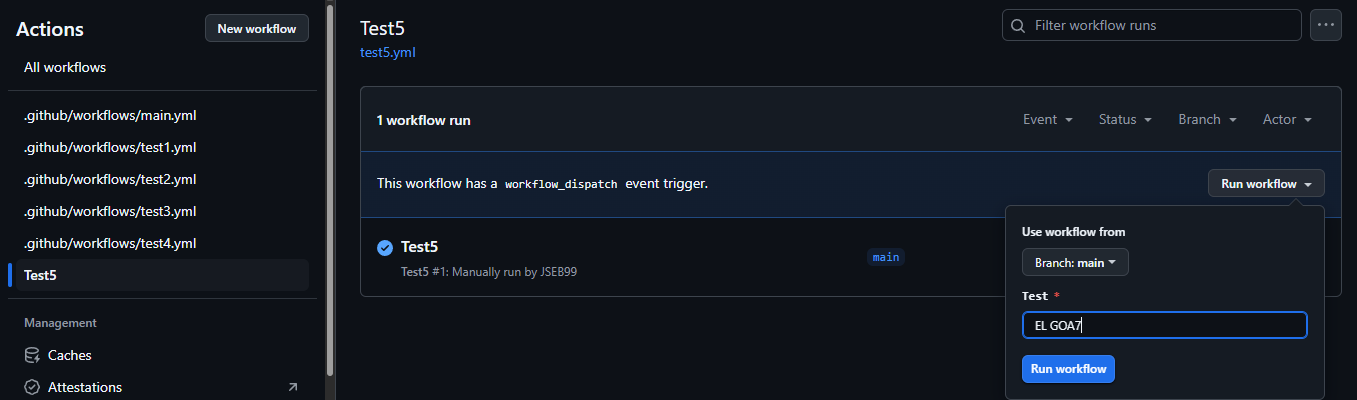 Actions
New workflow
All workflows
.github/workflows/main.yml
.github/workflows/test1.yml
.github/workflows/test2.yml
.github/workflows/test3.yml
.github/workflows/test4.yml
Test5
Management
Caches
Attestations
Test5
test5.yml
Filter workflow runs
1 workflow run
Event Status Branch Actor
This workflow has a workflow_dispatch event trigger.
Run workflow
Test5
Test5 #1: Manually run by JSEB99
main
Use workflow from
Branch: main
Test *
EL GOA7
Run workflow